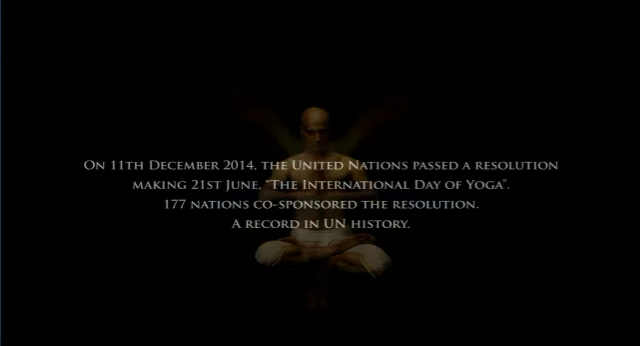 On 11th December 2014, the United Nations passed a resolution
making 21st June, "The International Day of Yoga".
177 nations co-sponsored the resolution.
A record in UN history.